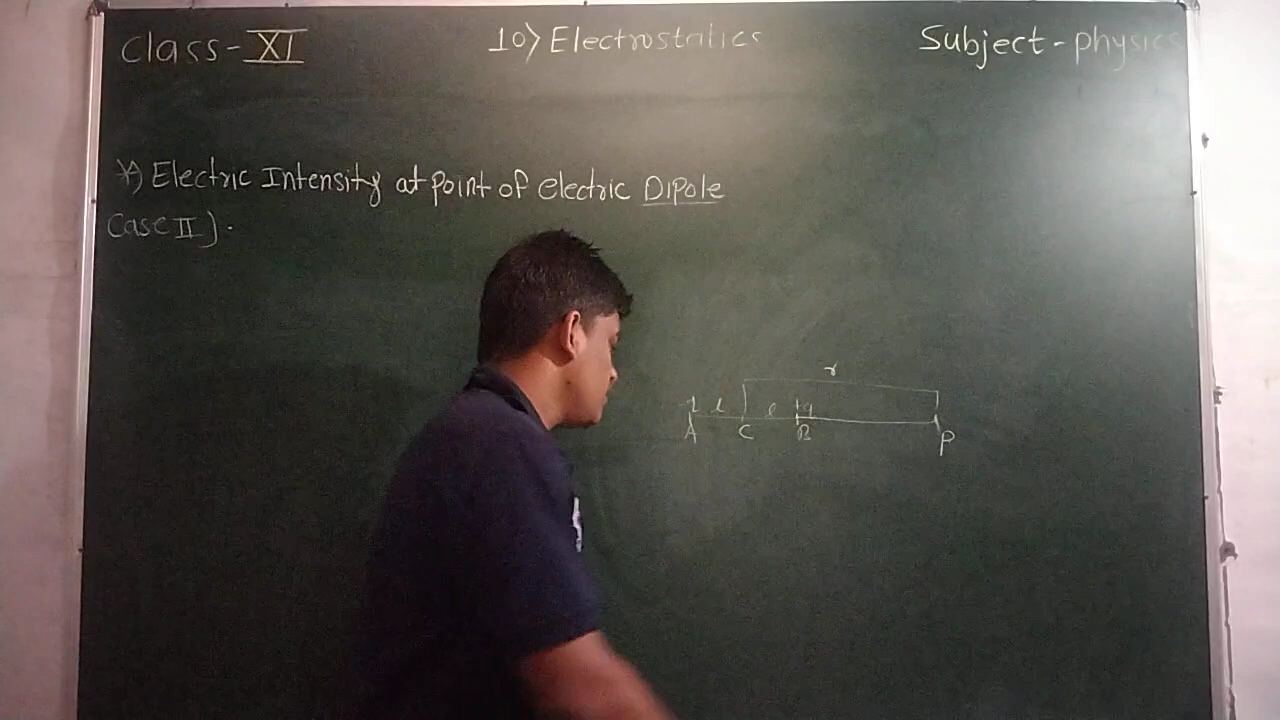 Class-XI
10) Electrostatics
Subject-physics
*) Electric Intensity at point of electric Dipole
Case II).
r
l l +q
A C B P